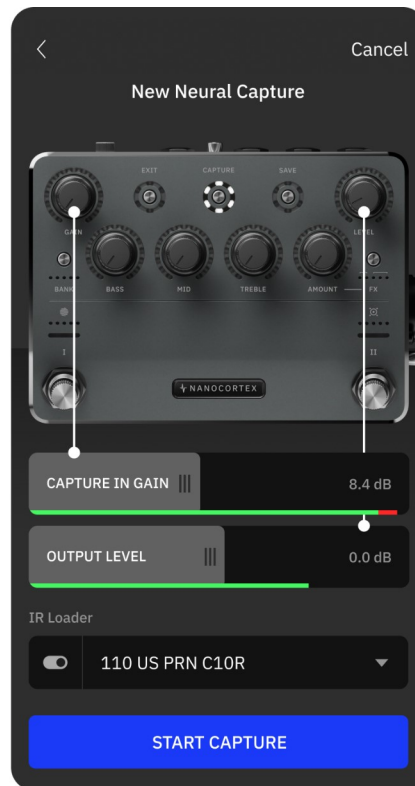 Cancel
New Neural Capture
EXIT CAPTURE SAVE
GAIN LEVEL
BANK BASS MID TREBLE AMOUNT FX
I II
NANOCORTEX
CAPTURE IN GAIN 8.4 dB
OUTPUT LEVEL 0.0 dB
IR Loader
110 US PRN C10R
START CAPTURE